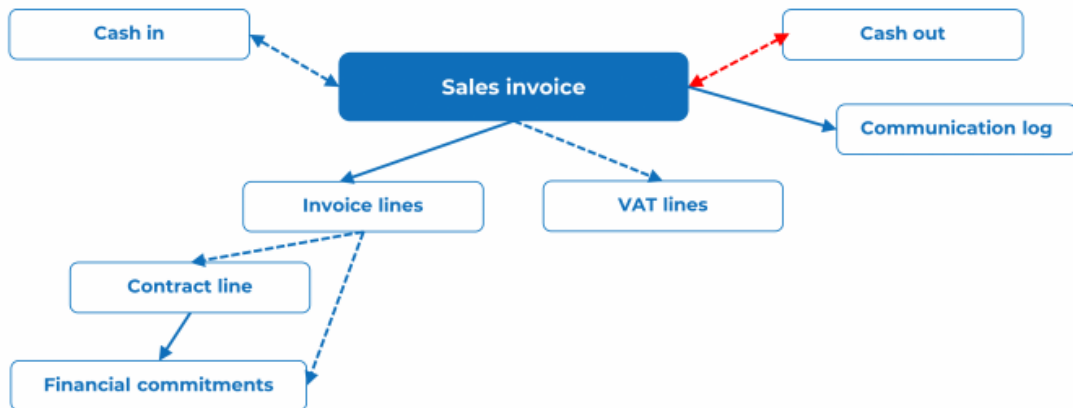 Cash in
Cash out
Sales invoice
Communication log
Invoice lines
VAT lines
Contract line
Financial commitments